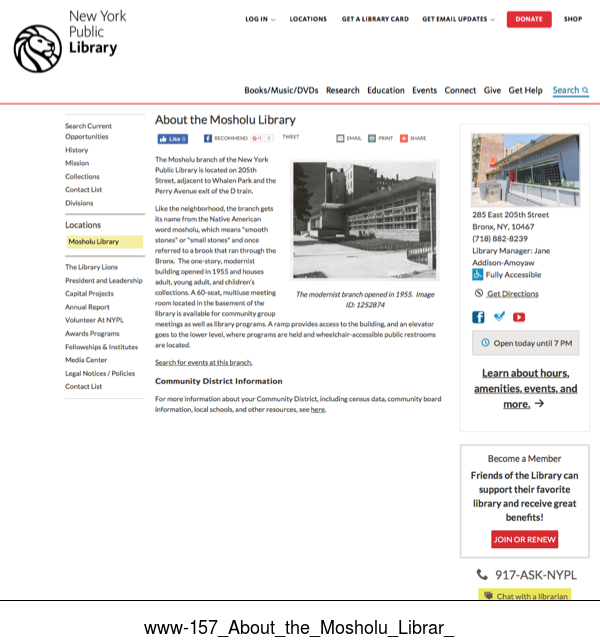 New York
Public
Library
LOG IN
LOCATIONS
GET A LIBRARY CARD
GET EMAIL UPDATES
DONATE
SHOP
Books/Music/DVDs Research Education Events Connect Give Get Help Search
Search Current
Opportunities
History
Mission
Collections
Contact List
Divisions
Locations
Mosholu Library
The Library Lions
President and Leadership
Capital Projects
Annual Report
Volunteer At NYPL
Awards Programs
Fellowships & Institutes
Media Center
Legal Notices / Policies
Contact List
About the Mosholu Library
Like 0
RECOMMEND
G+1 0
TWEET
EMAIL
PRINT
SHARE
The Mosholu branch of the New York
Public Library is located on 205th
Street, adjacent to Whalen Park and the
Perry Avenue exit of the D train.
Like the neighborhood, the branch gets
its name from the Native American
word mosholu, which means "smooth
stones" or "small stones" and once
referred to a brook that ran through the
Bronx. The one-story, modernist
building opened in 1955 and houses
adult, young adult, and children's
collections. A 60-seat, multiuse meeting
room located in the basement of the
library is available for community group
meetings as well as library programs. A ramp provides access to the building, and an elevator
goes to the lower level, where programs are held and wheelchair-accessible public restrooms
are located.
The modernist branch opened in 1955. Image
ID: 1252874
Search for events at this branch.
Community District Information
For more information about your Community District, including census data, community board
information, local schools, and other resources, see here.
285 East 205th Street
Bronx, NY, 10467
(718) 882-8239
Library Manager: Jane
Addison-Amoyaw
Fully Accessible
Get Directions
Open today until 7 PM
Learn about hours,
amenities, events, and
more. →
Become a Member
Friends of the Library can
support their favorite
library and receive great
benefits!
JOIN OR RENEW
917-ASK-NYPL
Chat with a librarian
www-157_About_the_Mosholu_Librar_